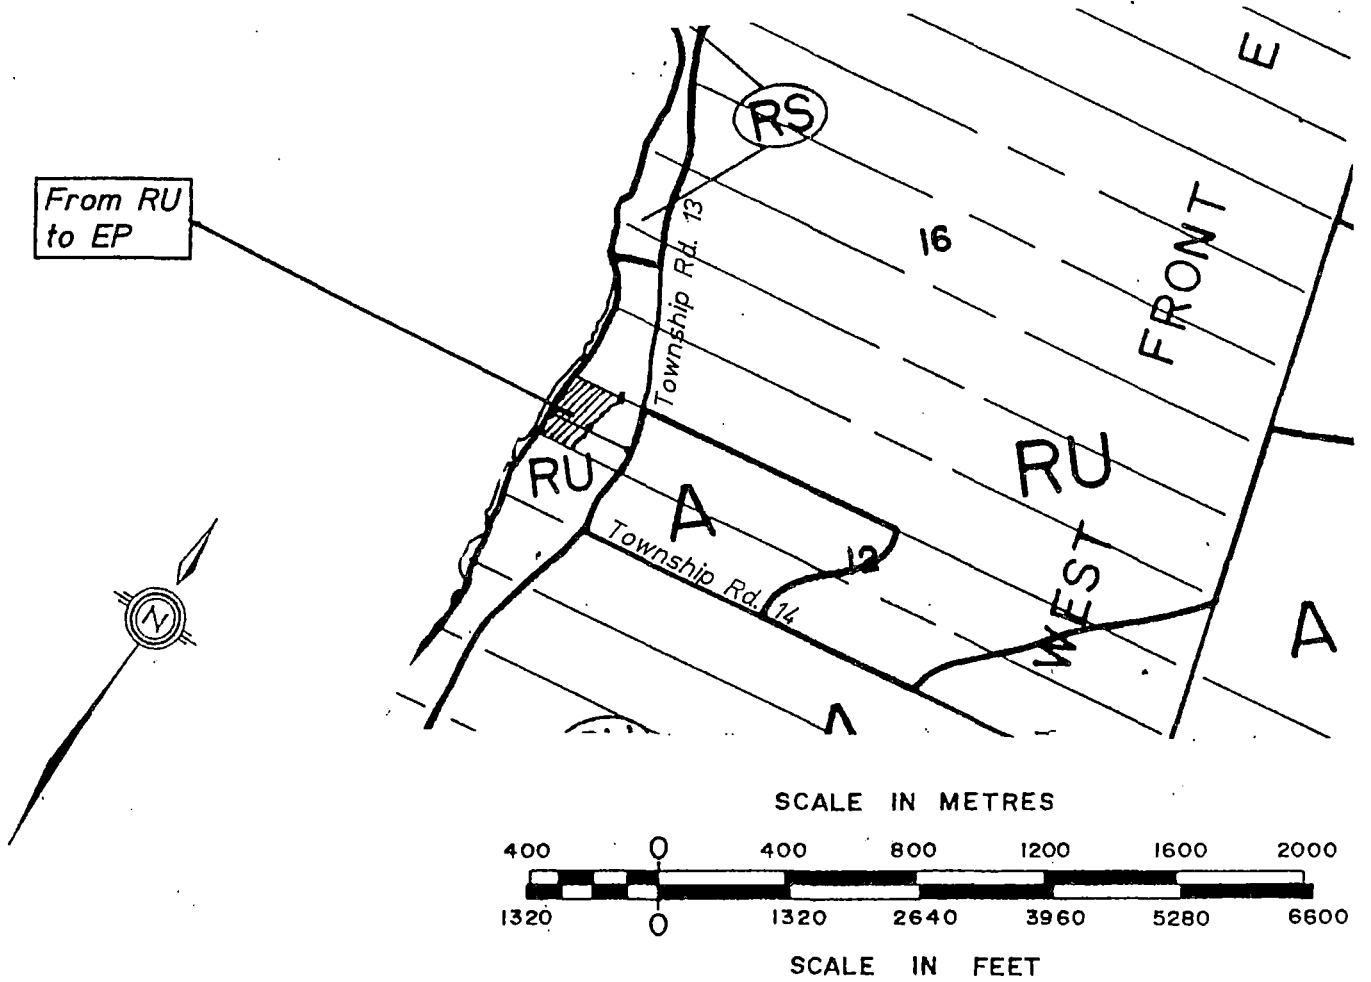 E
RS
From RU
to EP
Township Rd. 13
16
FRONT
RU
RU
A
12
Township Rd. 14
WEST
A
A
N
SCALE IN METRES
400 0 400 800 1200 1600 2000
1320 0 1320 2640 3960 5280 6600
SCALE IN FEET